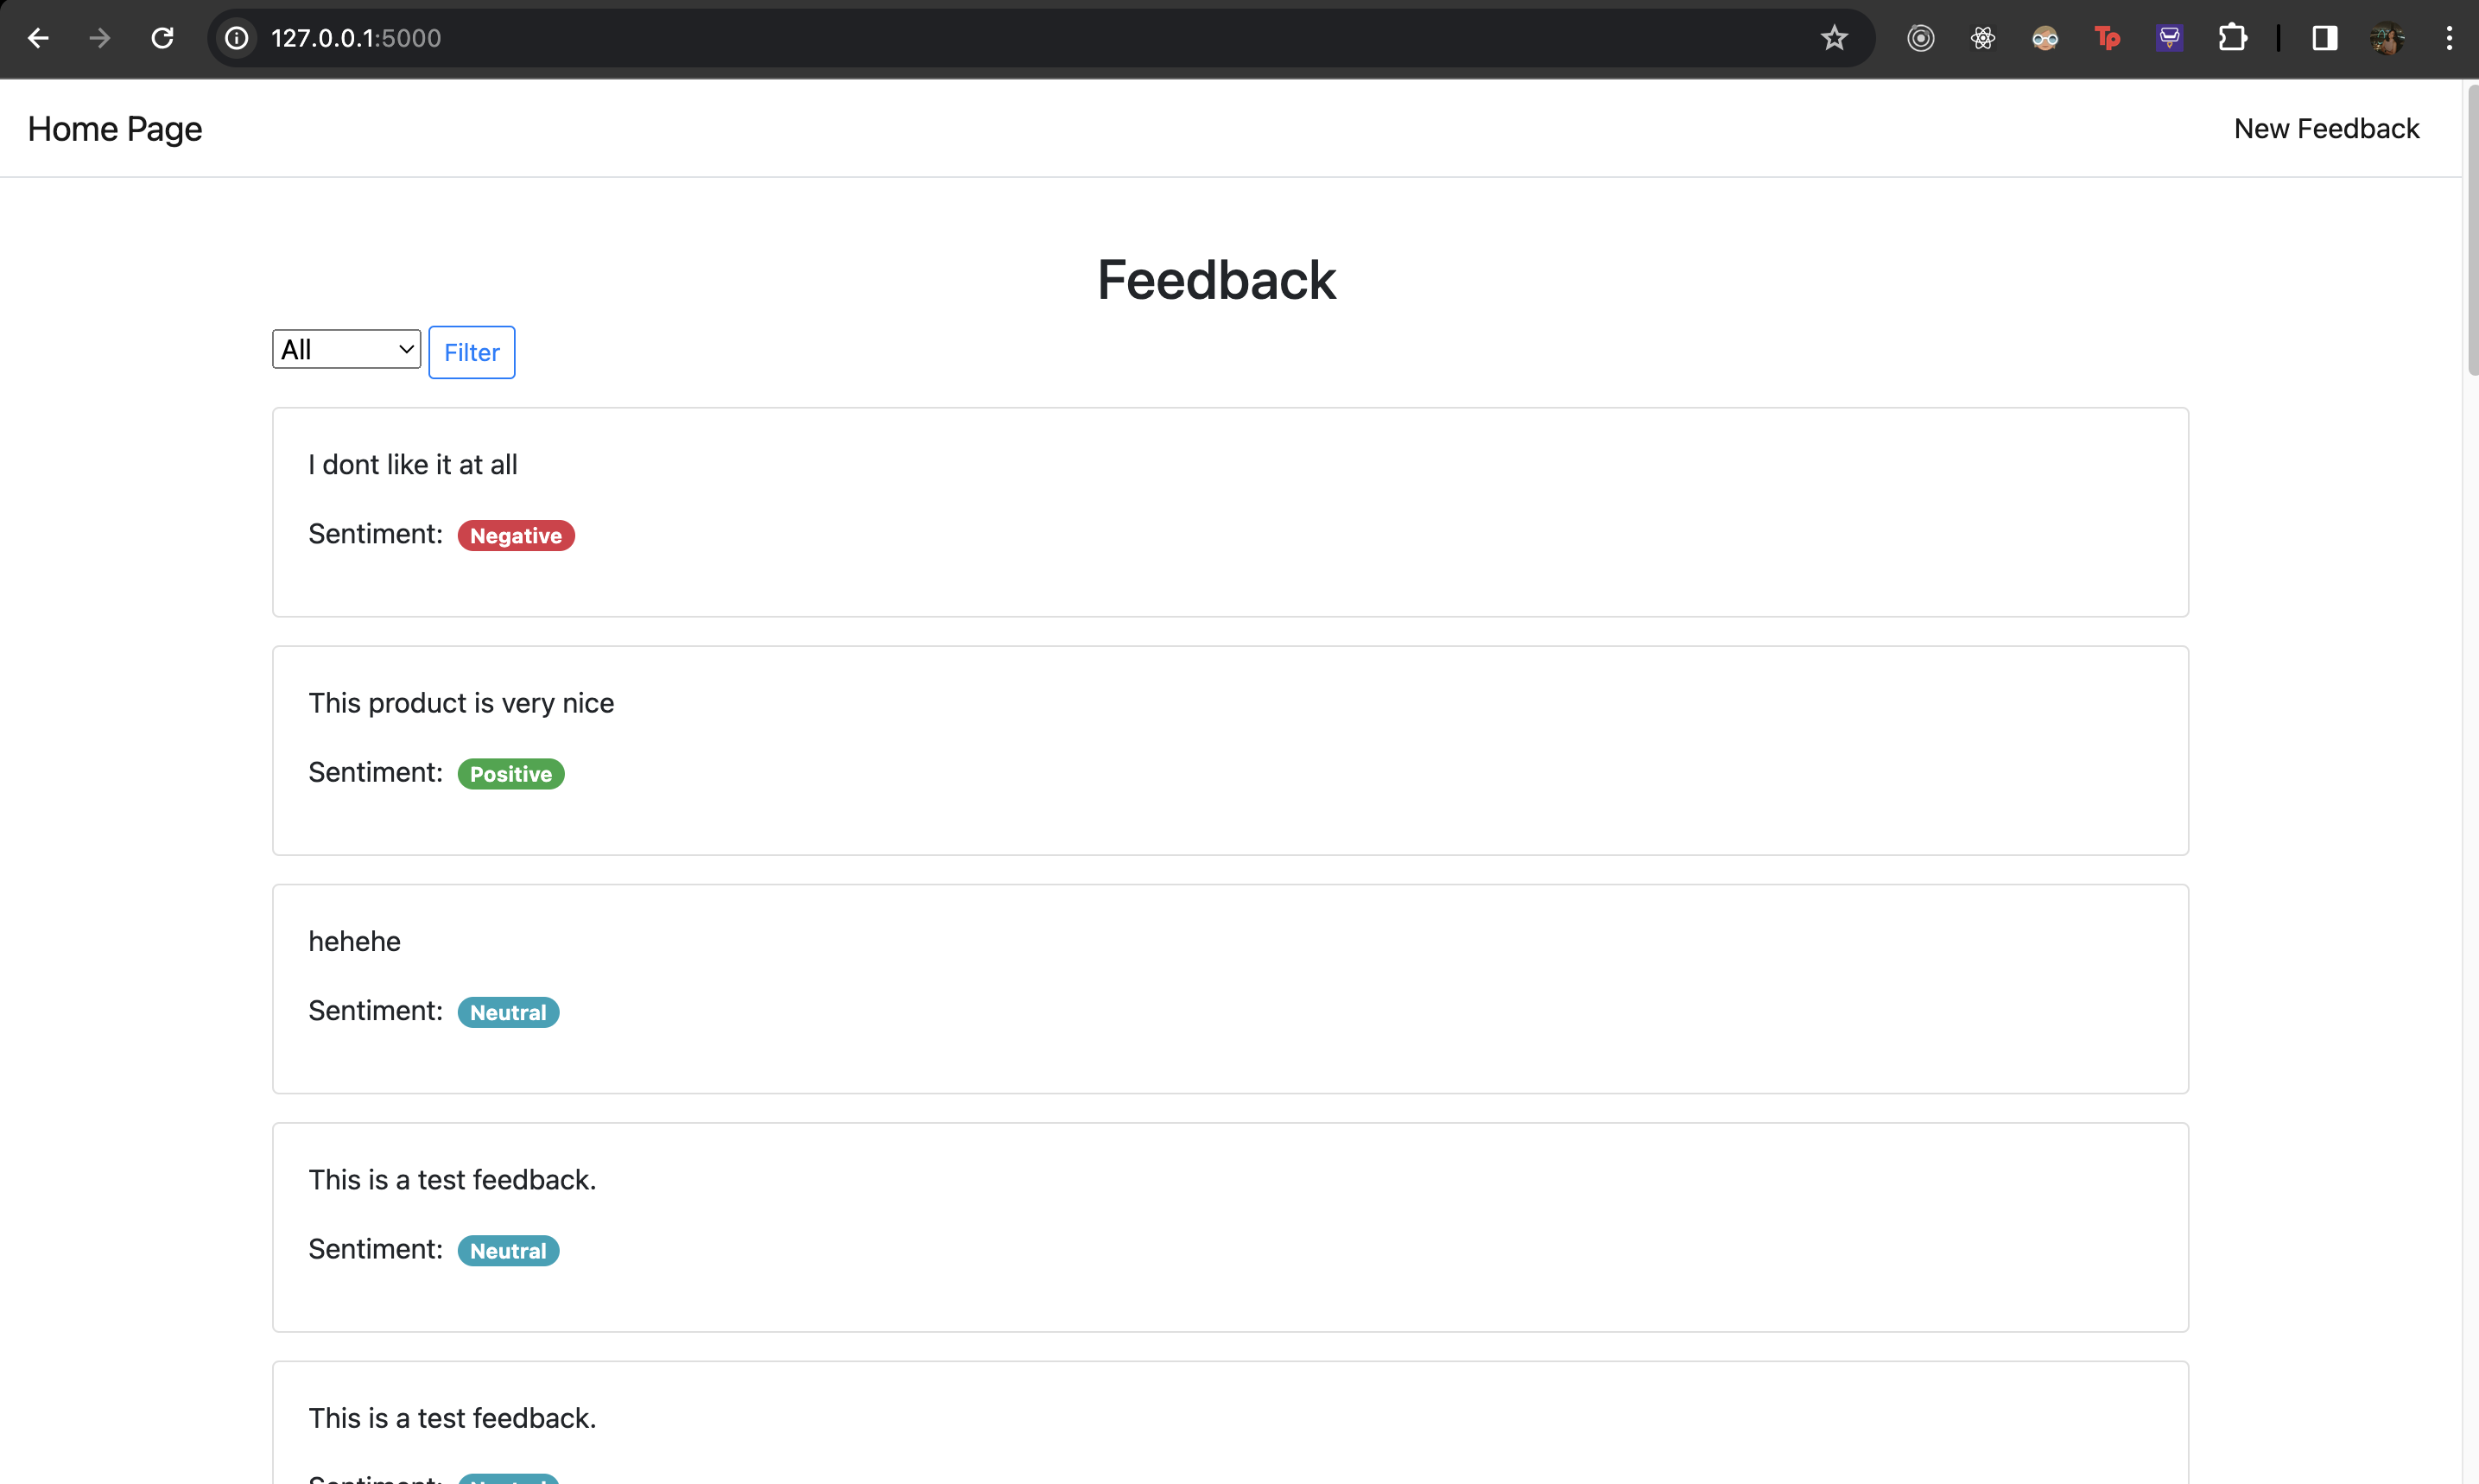 127.0.0.1:5000
Tp
Home Page
New Feedback
Feedback
All
Filter
I dont like it at all
Sentiment: Negative
This product is very nice
Sentiment: Positive
hehehe
Sentiment: Neutral
This is a test feedback.
Sentiment: Neutral
This is a test feedback.